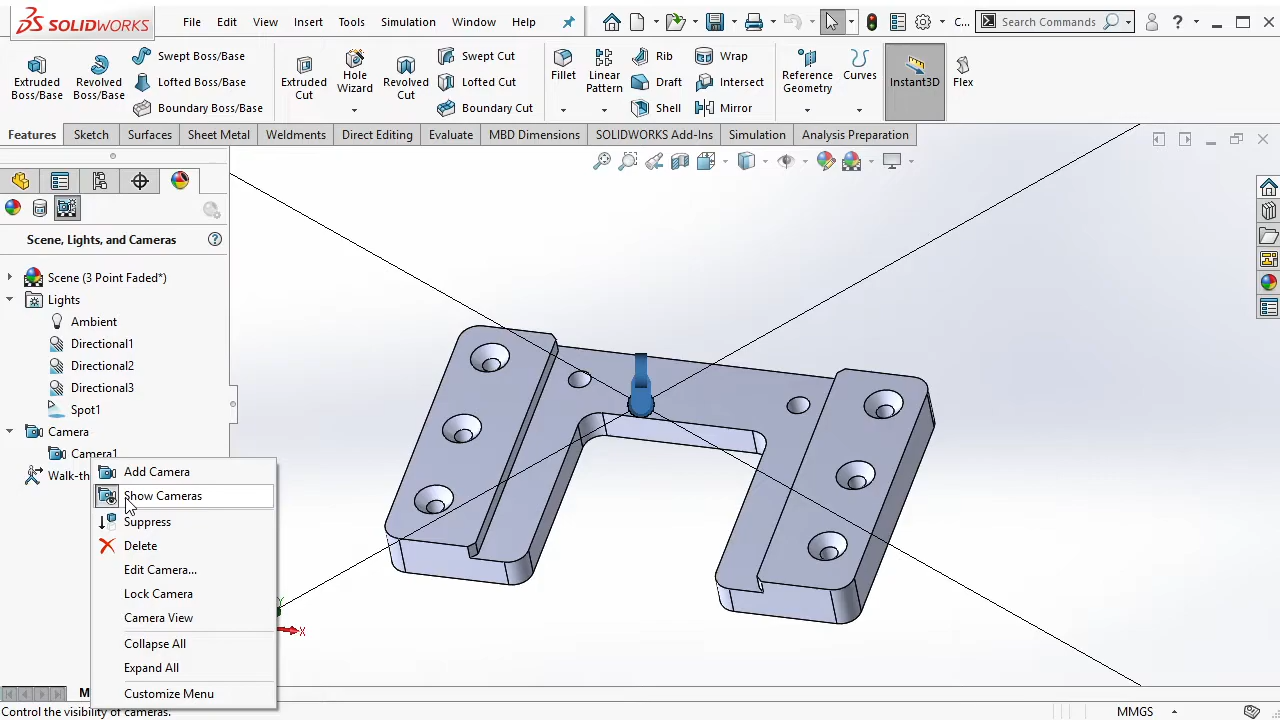 SOLIDWORKS
File Edit View Insert Tools Simulation Window Help
C...
Search Commands
Extruded Boss/Base
Revolved Boss/Base
Swept Boss/Base
Lofted Boss/Base
Boundary Boss/Base
Extruded Cut
Hole Wizard
Revolved Cut
Swept Cut
Lofted Cut
Boundary Cut
Fillet
Linear Pattern
Rib
Draft
Shell
Wrap
Intersect
Mirror
Reference Geometry
Curves
Instant3D
Flex
Features Sketch Surfaces Sheet Metal Weldments Direct Editing Evaluate MBD Dimensions SOLIDWORKS Add-Ins Simulation Analysis Preparation
Scene, Lights, and Cameras
Scene (3 Point Faded*)
Lights
Ambient
Directional1
Directional2
Directional3
Spot1
Camera
Camera1
Walk-th
Add Camera
Show Cameras
Suppress
Delete
Edit Camera...
Lock Camera
Camera View
Collapse All
Expand All
Customize Menu
Y
X
M
Control the visibility of cameras.
MMGS